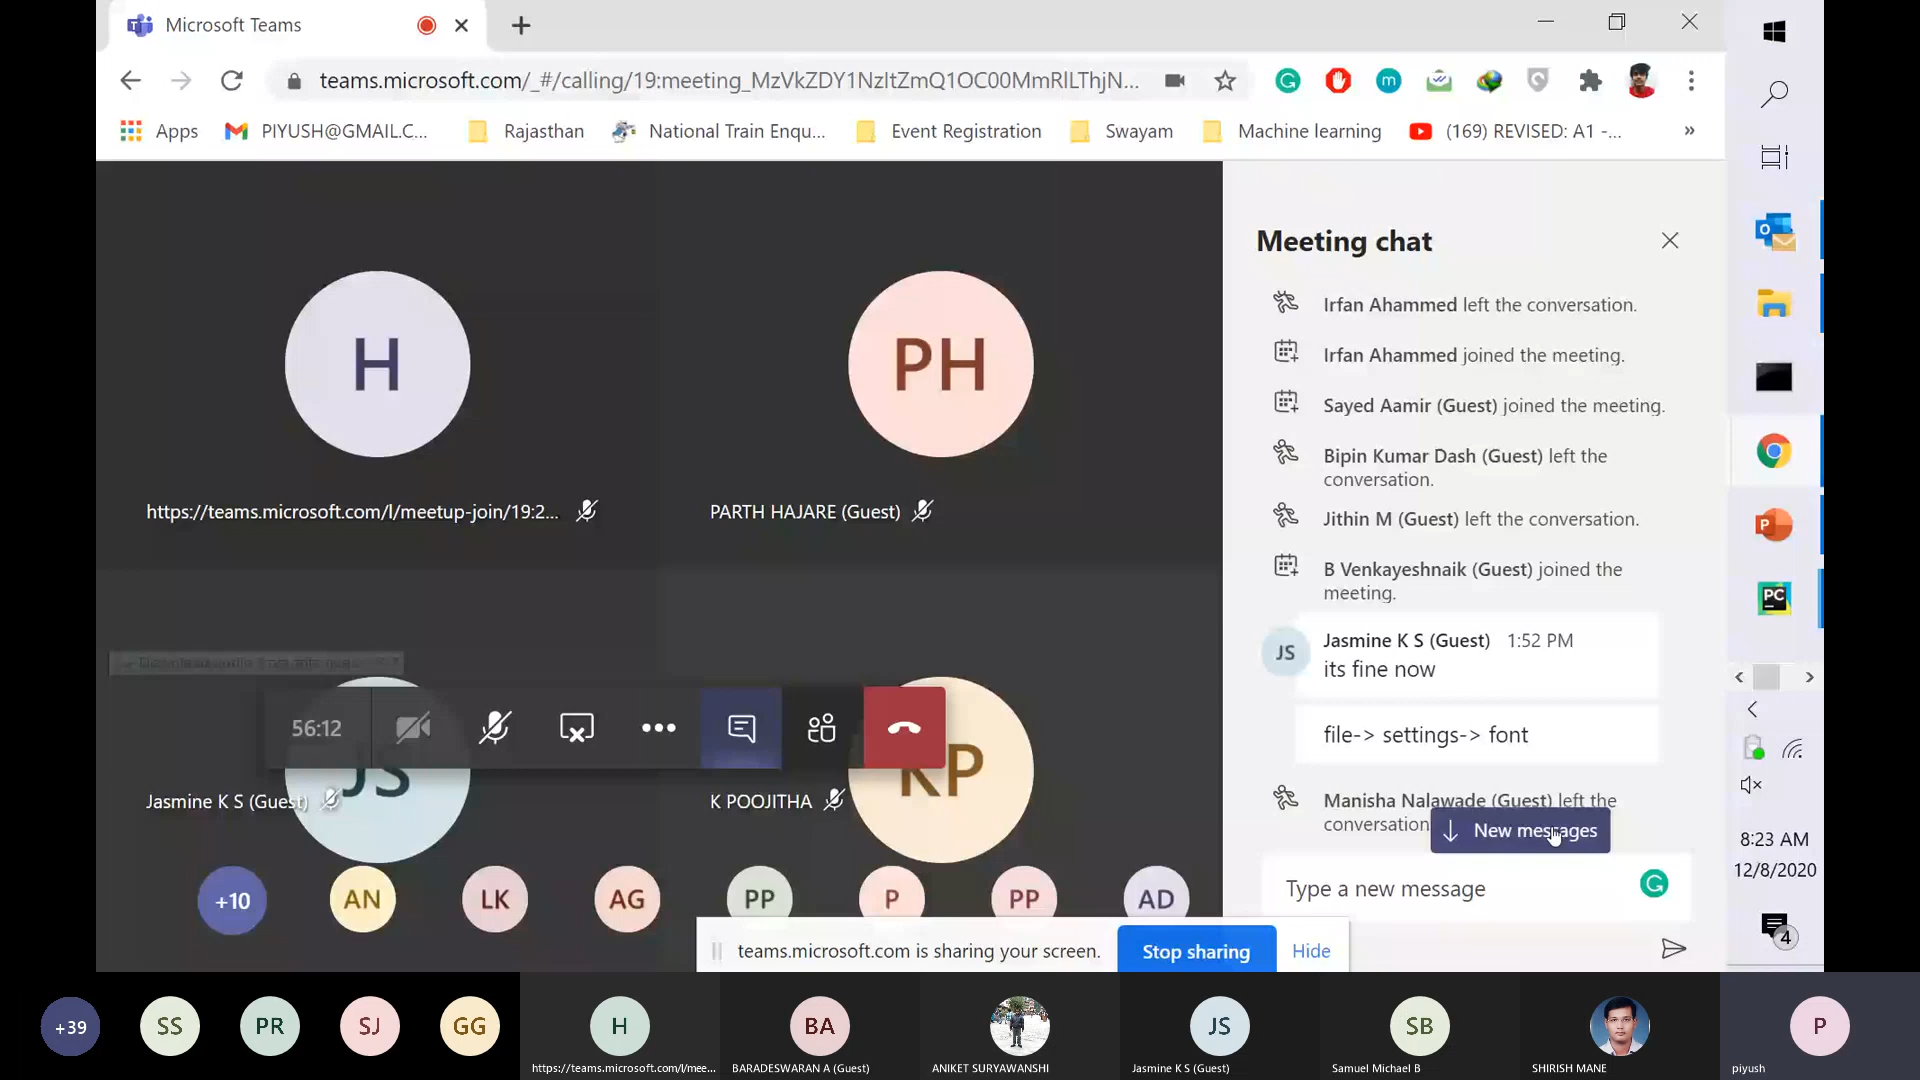 Microsoft Teams
teams.microsoft.com/_#/calling/19:meeting_MzVkZDY1NzItZmQ1OC00MmRlLThjN...
Apps
PIYUSH@GMAIL.C...
Rajasthan
National Train Enqu...
Event Registration
Swayam
Machine learning
(169) REVISED: A1 -...
»
H
https://teams.microsoft.com/l/meetup-join/19:2...
PH
PARTH HAJARE (Guest)
56:12
JS
Jasmine K S (Guest)
KP
K POOJITHA
+10
AN
LK
AG
PP
P
PP
AD
Meeting chat
Irfan Ahammed left the conversation.
Irfan Ahammed joined the meeting.
Sayed Aamir (Guest) joined the meeting.
Bipin Kumar Dash (Guest) left the
conversation.
Jithin M (Guest) left the conversation.
B Venkayeshnaik (Guest) joined the
meeting.
JS
Jasmine K S (Guest) 1:52 PM
its fine now
file-> settings-> font
Manisha Nalawade (Guest) left the
conversation
New messages
Type a new message
teams.microsoft.com is sharing your screen.
Stop sharing
Hide
PC
8:23 AM
12/8/2020
4
+39
SS
PR
SJ
GG
H
https://teams.microsoft.com/l/mee...
BA
BARADESWARAN A (Guest)
ANIKET SURYAWANSHI
JS
Jasmine K S (Guest)
SB
Samuel Michael B
SHIRISH MANE
P
piyush